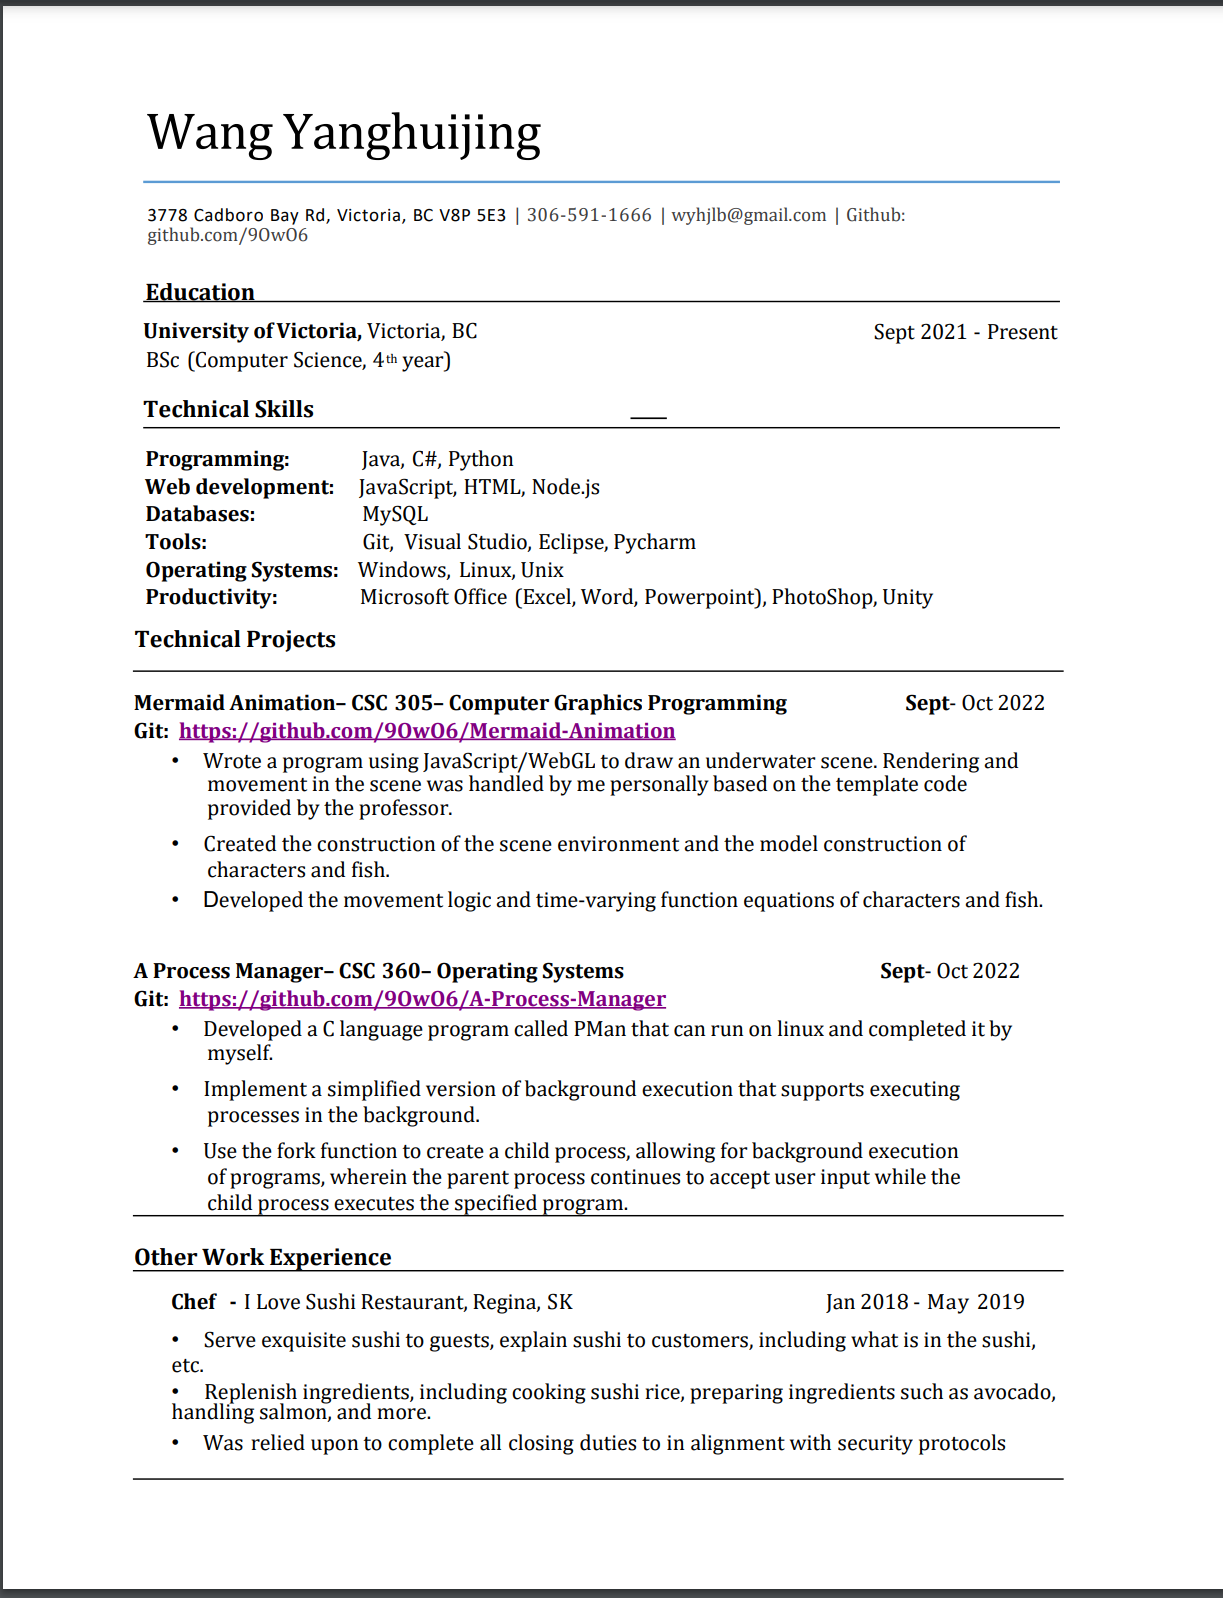 Wang Yanghuijing
3778 Cadboro Bay Rd, Victoria, BC V8P 5E3 | 306-591-1666 | wyhjlb@gmail.com | Github:
github.com/9OwO6
Education
University of Victoria, Victoria, BC Sept 2021 - Present
BSc (Computer Science, 4th year)
Technical Skills
Programming: Java, C#, Python
Web development: JavaScript, HTML, Node.js
Databases: MySQL
Tools: Git, Visual Studio, Eclipse, Pycharm
Operating Systems: Windows, Linux, Unix
Productivity: Microsoft Office (Excel, Word, Powerpoint), PhotoShop, Unity
Technical Projects
Mermaid Animation– CSC 305– Computer Graphics Programming Sept- Oct 2022
Git: https://github.com/9OwO6/Mermaid-Animation
• Wrote a program using JavaScript/WebGL to draw an underwater scene. Rendering and
movement in the scene was handled by me personally based on the template code
provided by the professor.
• Created the construction of the scene environment and the model construction of
characters and fish.
• Developed the movement logic and time-varying function equations of characters and fish.
A Process Manager– CSC 360– Operating Systems Sept- Oct 2022
Git: https://github.com/9OwO6/A-Process-Manager
• Developed a C language program called PMan that can run on linux and completed it by
myself.
• Implement a simplified version of background execution that supports executing
processes in the background.
• Use the fork function to create a child process, allowing for background execution
of programs, wherein the parent process continues to accept user input while the
child process executes the specified program.
Other Work Experience
Chef - I Love Sushi Restaurant, Regina, SK Jan 2018 - May 2019
• Serve exquisite sushi to guests, explain sushi to customers, including what is in the sushi,
etc.
• Replenish ingredients, including cooking sushi rice, preparing ingredients such as avocado,
handling salmon, and more.
• Was relied upon to complete all closing duties to in alignment with security protocols